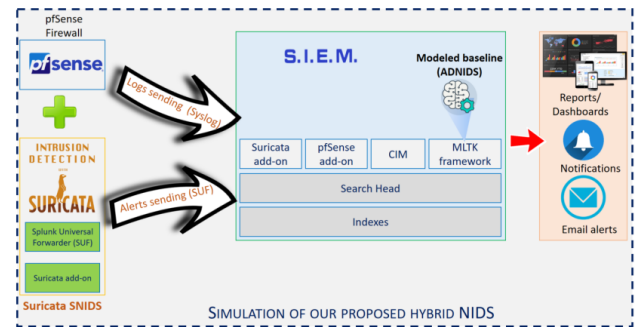 pfSense
Firewall
pfsense
Logs sending (Syslog)
INTRUSION
DETECTION
SURICATA
Splunk Universal
Forwarder (SUF)
Suricata add-on
Suricata SNIDS
Alerts sending (SUF)
S.I.E.M.
Modeled baseline
(ADNIDS)
Suricata
add-on
pfSense
add-on
CIM
MLTK
framework
Search Head
Indexes
Reports/
Dashboards
Notifications
Email alerts
SIMULATION OF OUR PROPOSED HYBRID NIDS